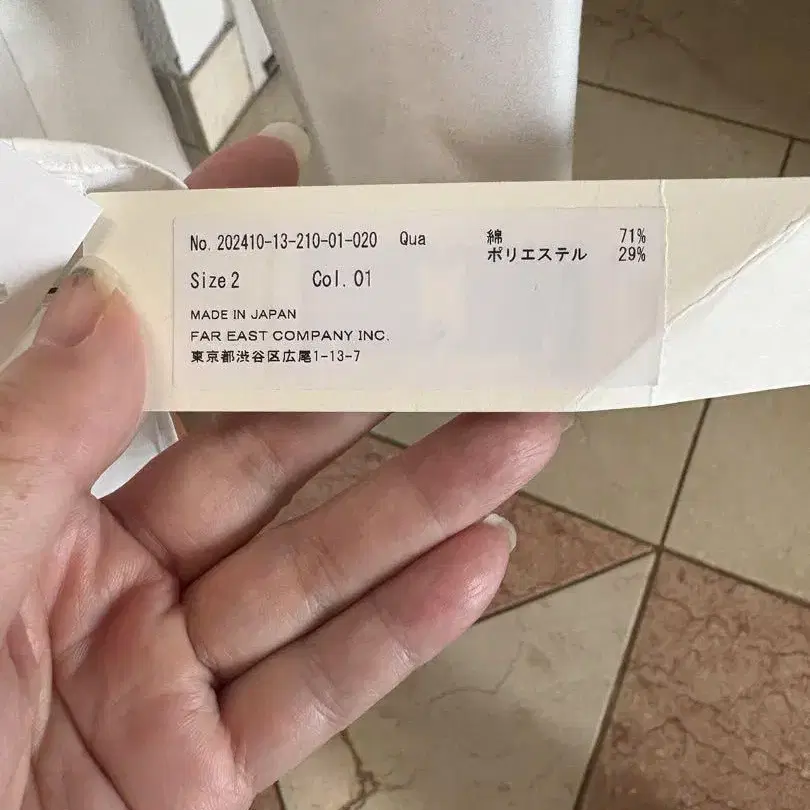 No. 202410-13-210-01-020 Qua
綿 71%
ポリエステル 29%
Size 2 Col. 01
MADE IN JAPAN
FAR EAST COMPANY INC.
東京都渋谷区広尾1-13-7